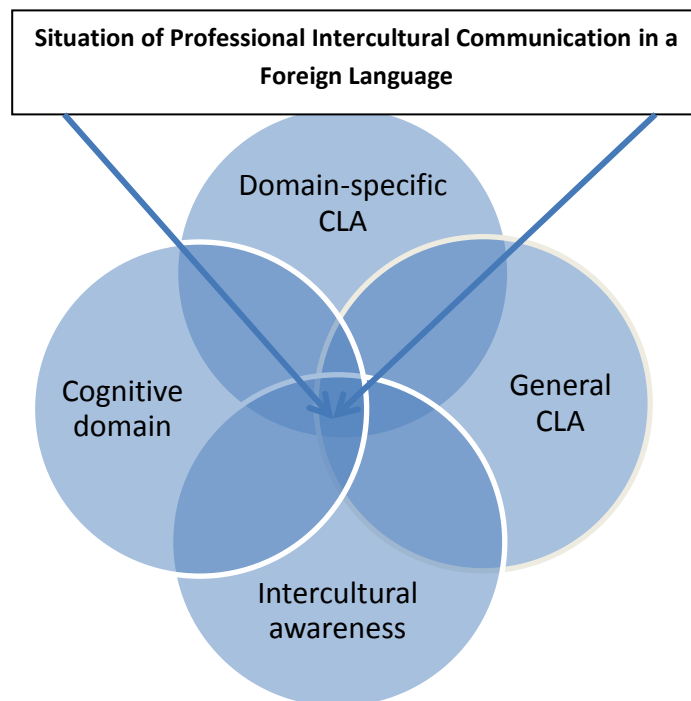 Situation of Professional Intercultural Communication in a
Foreign Language
Domain-specific
CLA
Cognitive
domain
General
CLA
Intercultural
awareness